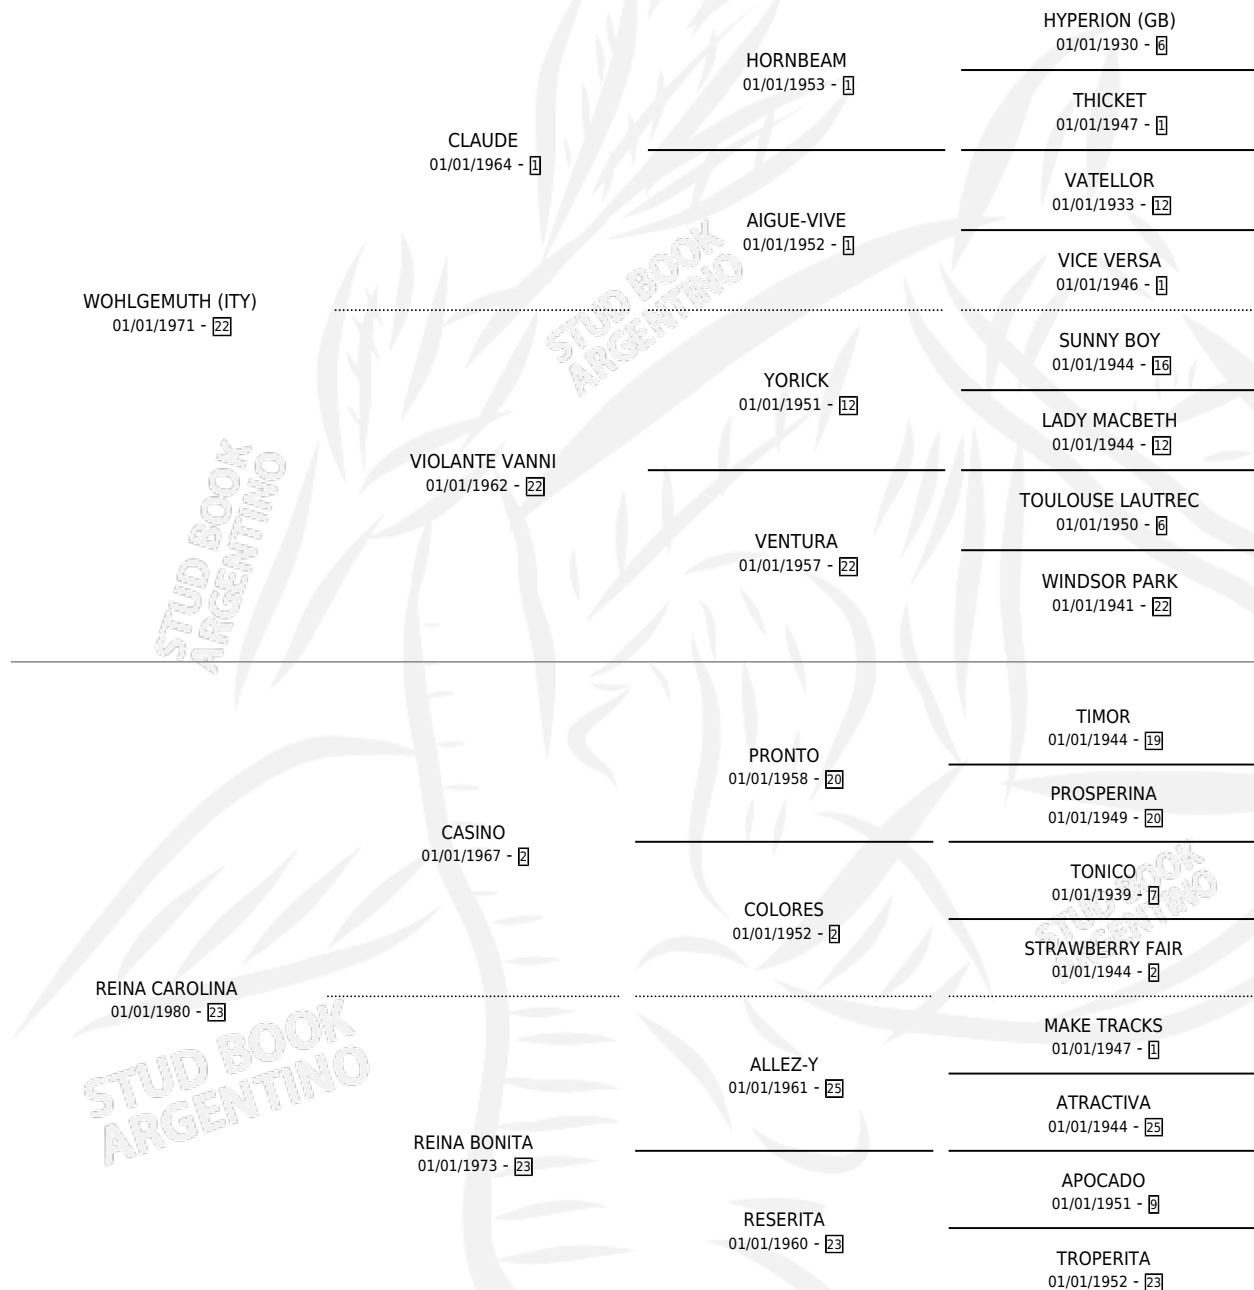 HYPERION (GB)
01/01/1930 - 6
HORNBEAM
01/01/1953 - 1
THICKET
01/01/1947 - 1
CLAUDE
01/01/1964 - 1
VATELLOR
01/01/1933 - 12
AIGUE-VIVE
01/01/1952 - 1
VICE VERSA
01/01/1946 - 1
WOHLGEMUTH (ITY)
01/01/1971 - 22
SUNNY BOY
01/01/1944 - 16
YORICK
01/01/1951 - 12
LADY MACBETH
01/01/1944 - 12
VIOLANTE VANNI
01/01/1962 - 22
TOULOUSE LAUTREC
01/01/1950 - 6
VENTURA
01/01/1957 - 22
WINDSOR PARK
01/01/1941 - 22
STUD BOOK
ARGENTINO
STUD BOOK
ARGENTINO
TIMOR
01/01/1944 - 19
PRONTO
01/01/1958 - 20
PROSPERINA
01/01/1949 - 20
CASINO
01/01/1967 - 2
TONICO
01/01/1939 - 7
COLORES
01/01/1952 - 2
STRAWBERRY FAIR
01/01/1944 - 2
REINA CAROLINA
01/01/1980 - 23
MAKE TRACKS
01/01/1947 - 1
ALLEZ-Y
01/01/1961 - 25
ATRACTIVA
01/01/1944 - 25
REINA BONITA
01/01/1973 - 23
APOCADO
01/01/1951 - 9
RESERITA
01/01/1960 - 23
TROPERITA
01/01/1952 - 23
STUD BOOK
ARGENTINO
STUD BOOK
ARGENTINO